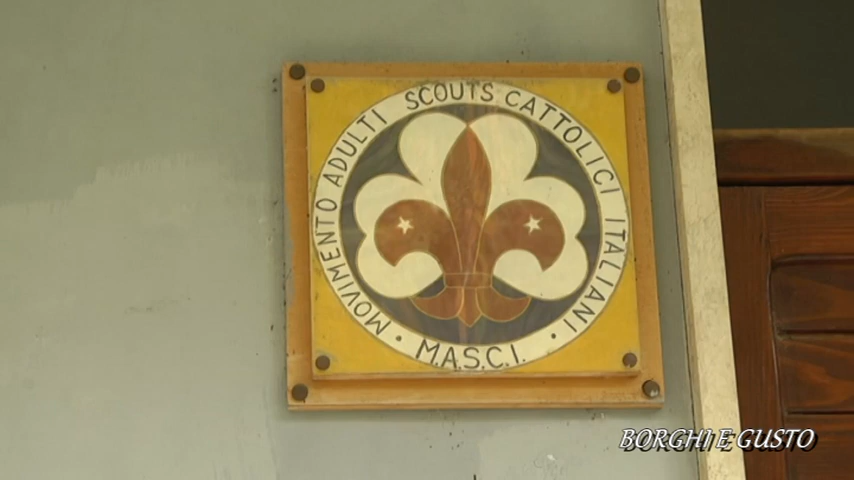 MOVIMENTO ADULTI SCOUTS CATTOLICI ITALIANI
• M.A.S.C.I. •
BORGHI E GUSTO